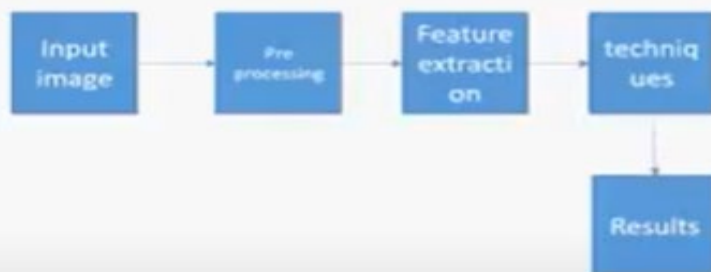 Input
image
Pre
processing
Feature
extracti
on
techniq
ues
Results